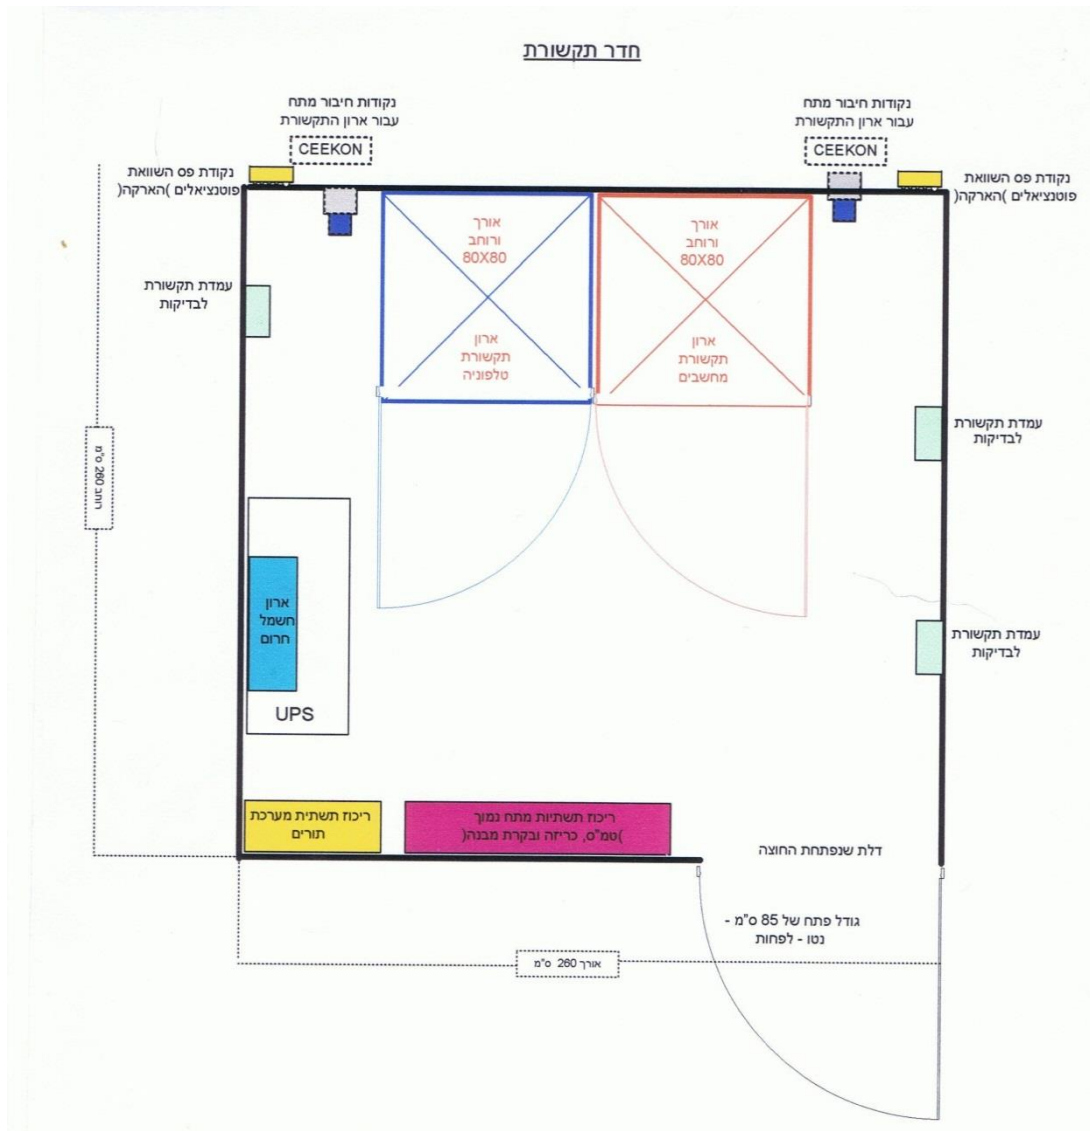 חדר תקשורת
נקודות חיבור מתח
עבור ארון התקשורת
CEEKON
נקודות חיבור מתח
עבור ארון התקשורת
CEEKON
נקודת פס השוואת
פוטנציאלים )הארקה(
נקודת פס השוואת
פוטנציאלים )הארקה(
אורך
ורוחב
80X80
ארון
תקשורת
מחשבים
אורך
ורוחב
80X80
ארון
תקשורת
טלפוניה
עמדת תקשורת
לבדיקות
עמדת תקשורת
לבדיקות
עמדת תקשורת
לבדיקות
רוחב 260 ס"מ
ארון
חשמל
חרום
UPS
ריכוז תשתיות מתח נמוך
)טמ"ס, כריזה ובקרת מבנה(
ריכוז תשתית מערכת
תורים
דלת שנפתחת החוצה
גודל פתח של 85 ס"מ -
נטו - לפחות
אורך 260 ס"מ